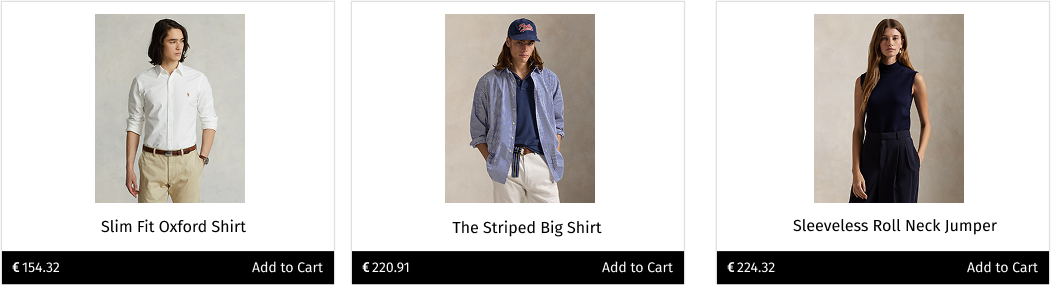 Slim Fit Oxford Shirt
€ 154.32 Add to Cart
The Striped Big Shirt
€ 220.91 Add to Cart
Sleeveless Roll Neck Jumper
€ 224.32 Add to Cart